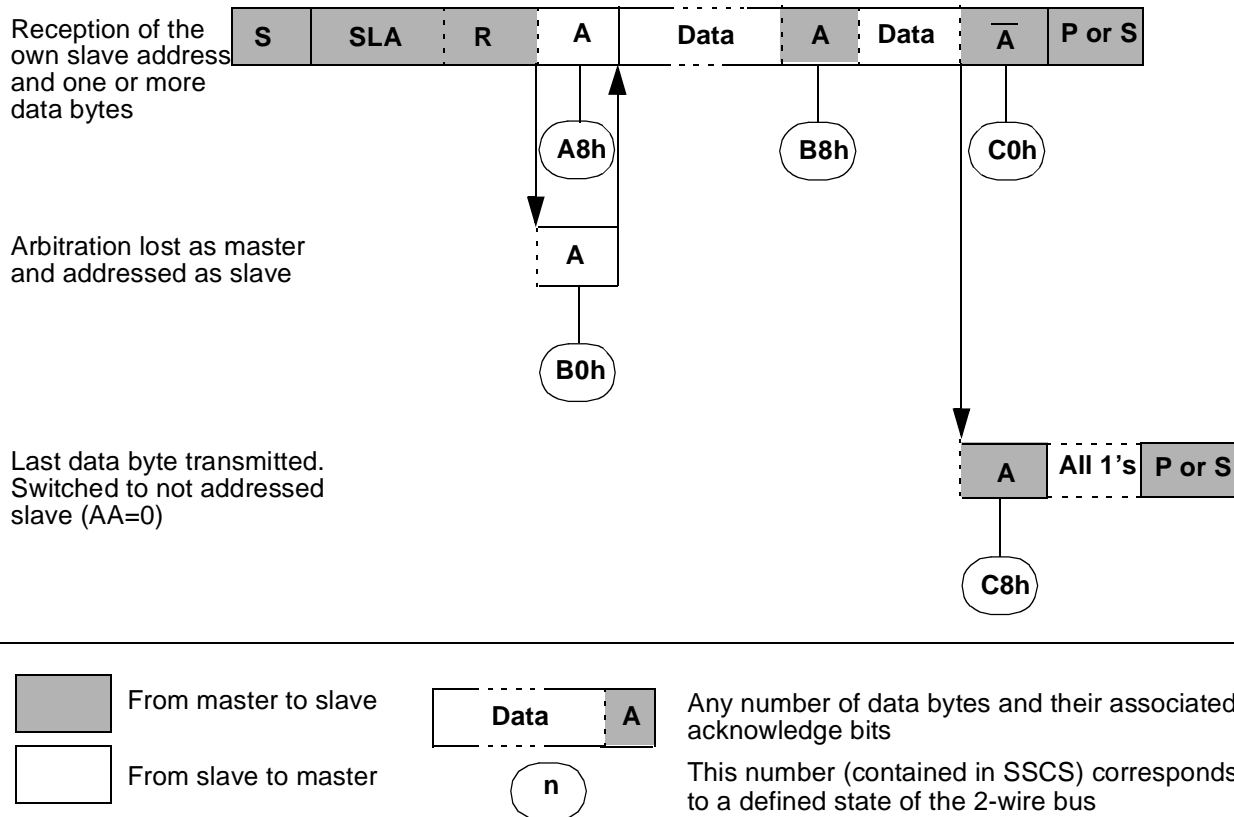 Reception of the
own slave address
and one or more
data bytes
S SLA R A Data A Data A̅ P or S
A8h B8h C0h
Arbitration lost as master
and addressed as slave
A
B0h
Last data byte transmitted.
Switched to not addressed
slave (AA=0)
A All 1's P or S
C8h
From master to slave
From slave to master
Data A
n
Any number of data bytes and their associated
acknowledge bits
This number (contained in SSCS) corresponds
to a defined state of the 2-wire bus